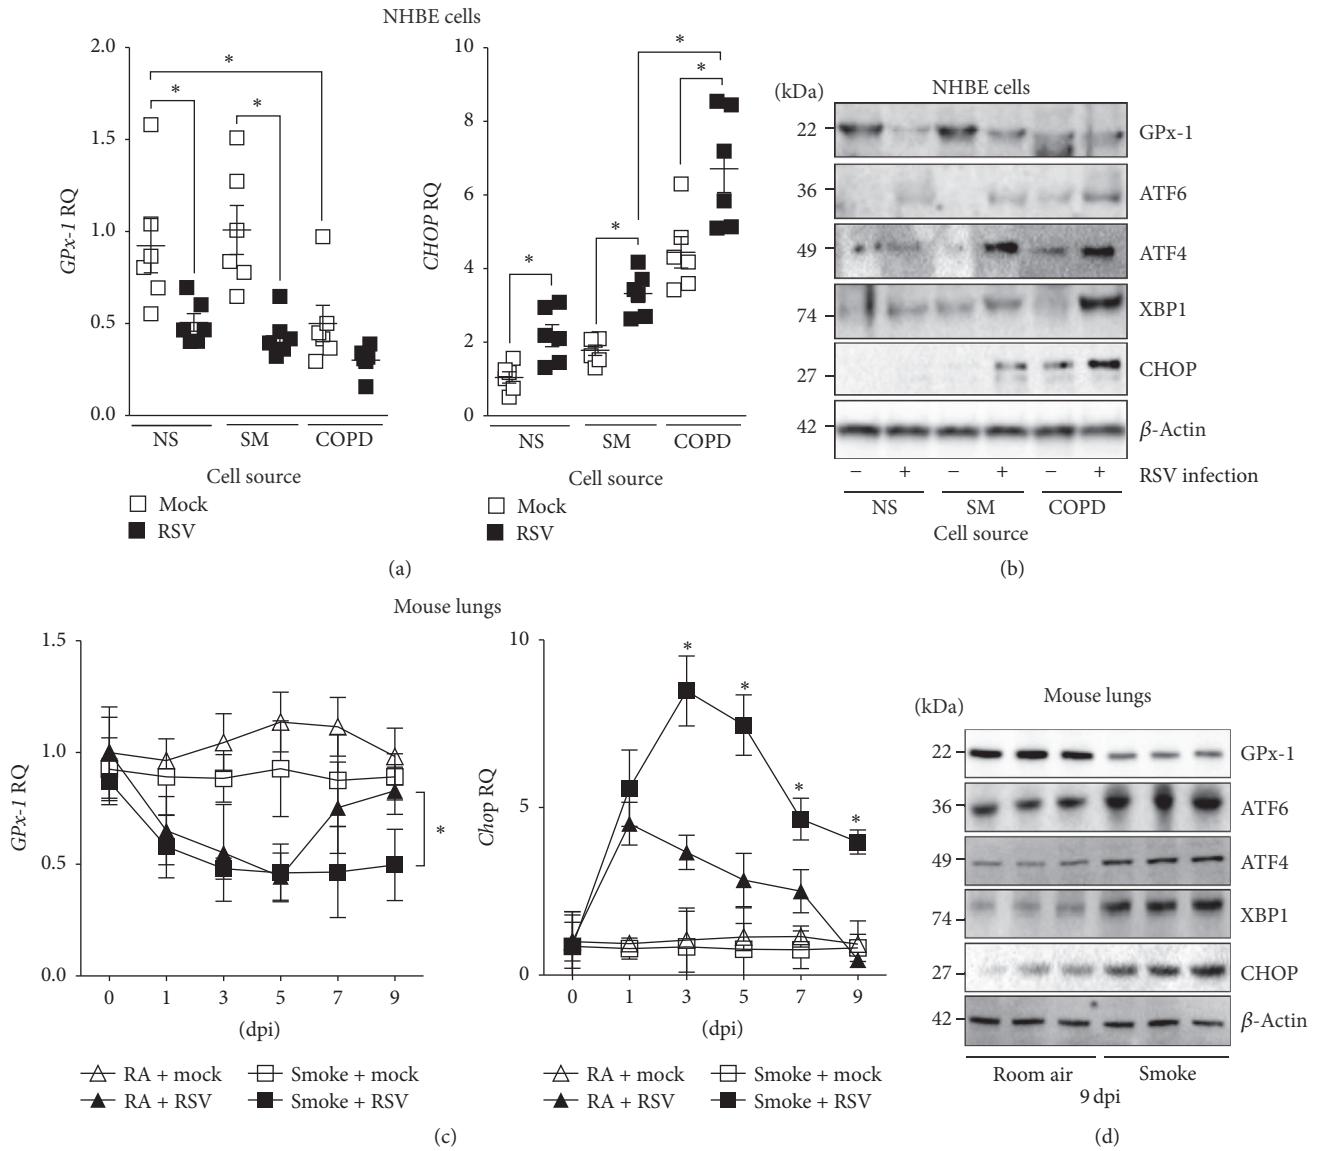 NHBE cells
2.0
1.5
1.0
0.5
0.0
GPx-1 RQ
* * *
NS SM COPD
Cell source
Mock
RSV
10
8
6
4
2
0
CHOP RQ
* * * *
NS SM COPD
Cell source
Mock
RSV
(a)
(kDa) NHBE cells
22 GPx-1
36 ATF6
49 ATF4
74 XBP1
27 CHOP
42 β-Actin
− + − + − + RSV infection
NS SM COPD
Cell source
(b)
Mouse lungs
1.5
1.0
0.5
0.0
GPx-1 RQ
*
0 1 3 5 7 9
(dpi)
RA + mock Smoke + mock
RA + RSV Smoke + RSV
10
5
0
Chop RQ
* * * *
0 1 3 5 7 9
(dpi)
RA + mock Smoke + mock
RA + RSV Smoke + RSV
(c)
Mouse lungs
(kDa)
22 GPx-1
36 ATF6
49 ATF4
74 XBP1
27 CHOP
42 β-Actin
Room air Smoke
9 dpi
(d)